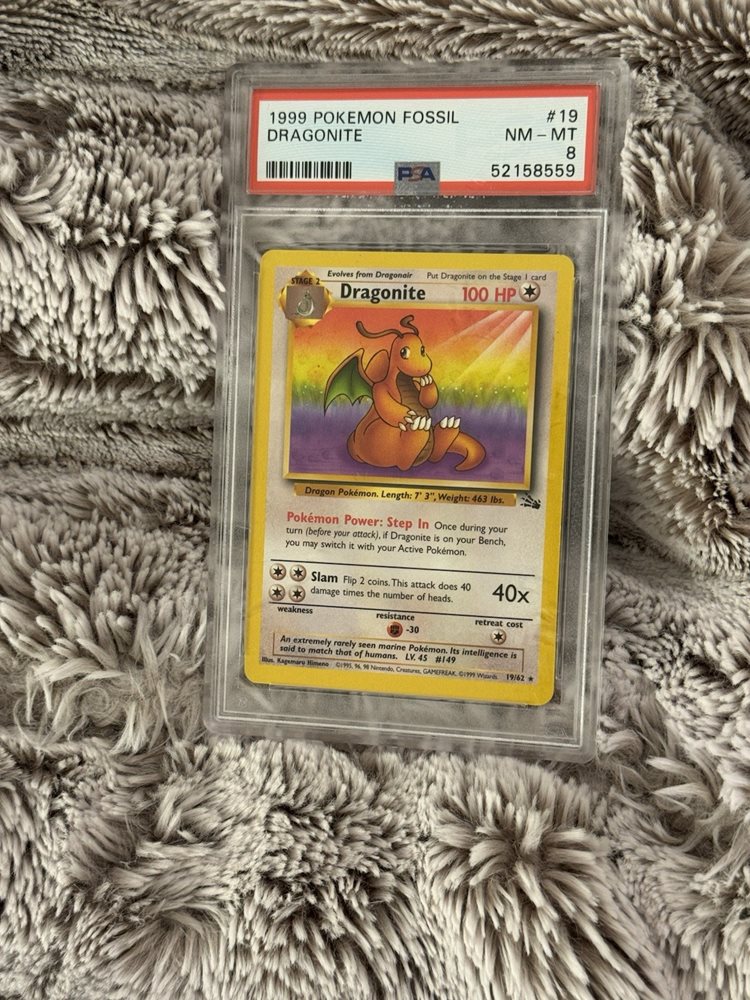 1999 POKEMON FOSSIL #19
DRAGONITE NM - MT
8
PSA 52158559
Evolves from Dragonair Put Dragonite on the Stage 1 card
STAGE 2
Dragonite 100 HP
Dragon Pokémon. Length: 7' 3", Weight: 463 lbs.
Pokémon Power: Step In Once during your
turn (before your attack), if Dragonite is on your Bench,
you may switch it with your Active Pokémon.
Slam Flip 2 coins. This attack does 40
damage times the number of heads.
40x
weakness resistance retreat cost
-30
An extremely rarely seen marine Pokémon. Its intelligence is
said to match that of humans. LV. 45 #149
Illus. Kagemaru Himeno ©1995, 96, 98 Nintendo, Creatures, GAMEFREAK. ©1999 Wizards. 19/62 ★